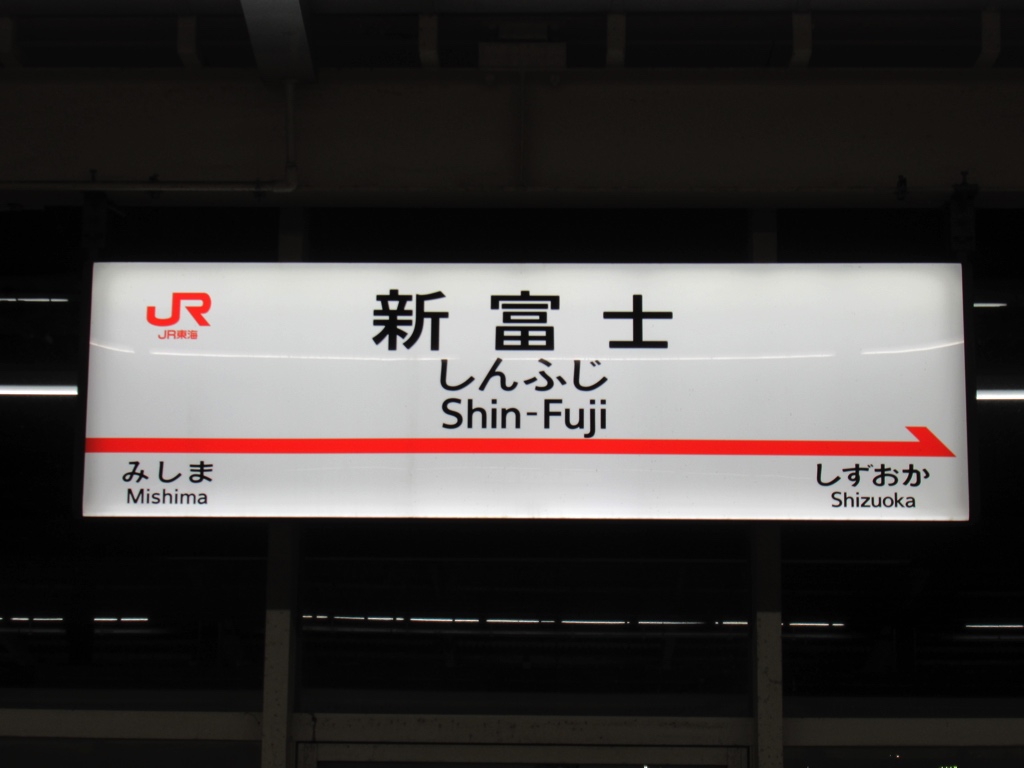 JR
JR東海
新富士
しんふじ
Shin-Fuji
みしま
Mishima
しずおか
Shizuoka